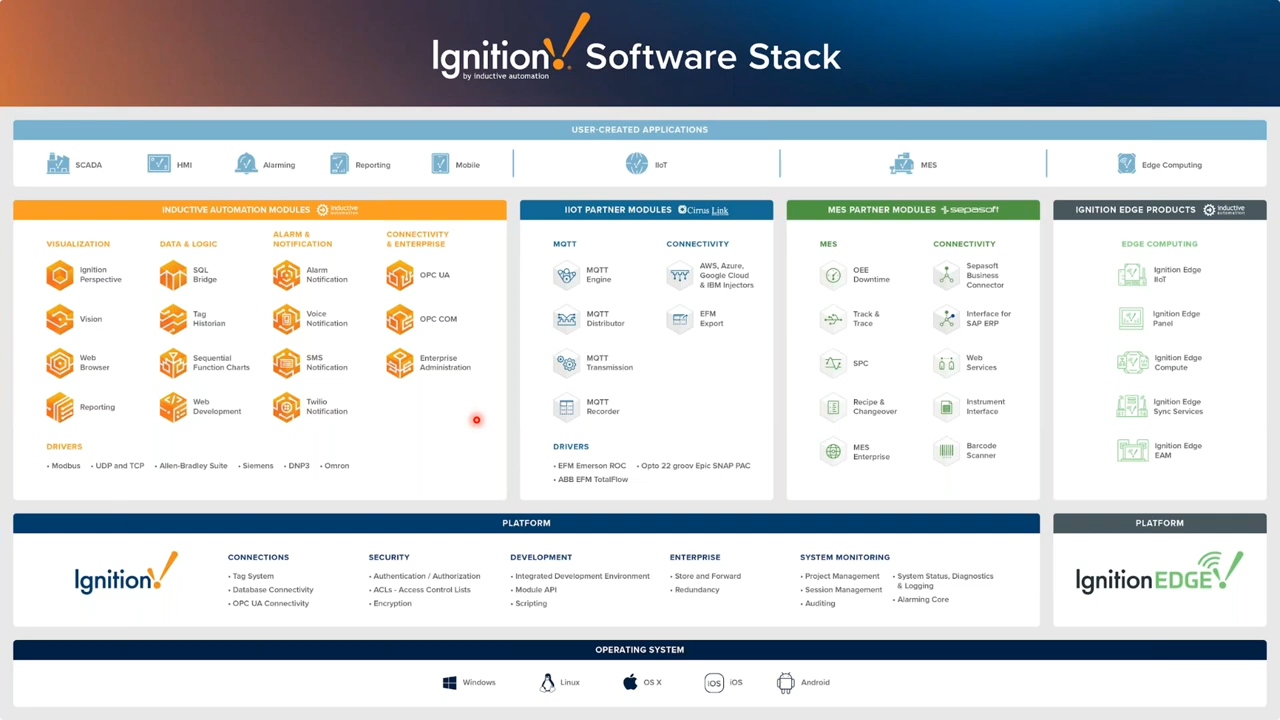 Ignition! Software Stack
by inductive automation
USER-CREATED APPLICATIONS
SCADA
HMI
Alarming
Reporting
Mobile
IIoT
MES
Edge Computing
INDUCTIVE AUTOMATION MODULES inductive automation
VISUALIZATION
Ignition
Perspective
Vision
Web
Browser
Reporting
DATA & LOGIC
SQL
Bridge
Tag
Historian
Sequential
Function Charts
Web
Development
ALARM &
NOTIFICATION
Alarm
Notification
Voice
Notification
SMS
Notification
Twilio
Notification
CONNECTIVITY
& ENTERPRISE
OPC UA
OPC COM
Enterprise
Administration
DRIVERS
• Modbus • UDP and TCP • Allen-Bradley Suite • Siemens • DNP3 • Omron
IIOT PARTNER MODULES Cirrus Link
MQTT
MQTT
Engine
MQTT
Distributor
MQTT
Transmission
MQTT
Recorder
CONNECTIVITY
AWS, Azure,
Google Cloud
& IBM Injectors
EFM
Export
DRIVERS
• EFM Emerson ROC • Opto 22 groov Epic SNAP PAC
• ABB EFM TotalFlow
MES PARTNER MODULES sepasoft
MES
OEE
Downtime
Track &
Trace
SPC
Recipe &
Changeover
MES
Enterprise
CONNECTIVITY
Sepasoft
Business
Connector
Interface for
SAP ERP
Web
Services
Instrument
Interface
Barcode
Scanner
IGNITION EDGE PRODUCTS inductive automation
EDGE COMPUTING
Ignition Edge
IIoT
Ignition Edge
Panel
Ignition Edge
Compute
Ignition Edge
Sync Services
Ignition Edge
EAM
PLATFORM
Ignition!
CONNECTIONS
• Tag System
• Database Connectivity
• OPC UA Connectivity
SECURITY
• Authentication / Authorization
• ACLs - Access Control Lists
• Encryption
DEVELOPMENT
• Integrated Development Environment
• Module API
• Scripting
ENTERPRISE
• Store and Forward
• Redundancy
SYSTEM MONITORING
• Project Management
• Session Management
• Auditing
• System Status, Diagnostics
& Logging
• Alarming Core
PLATFORM
Ignition EDGE!
OPERATING SYSTEM
Windows
Linux
OS X
iOS iOS
Android